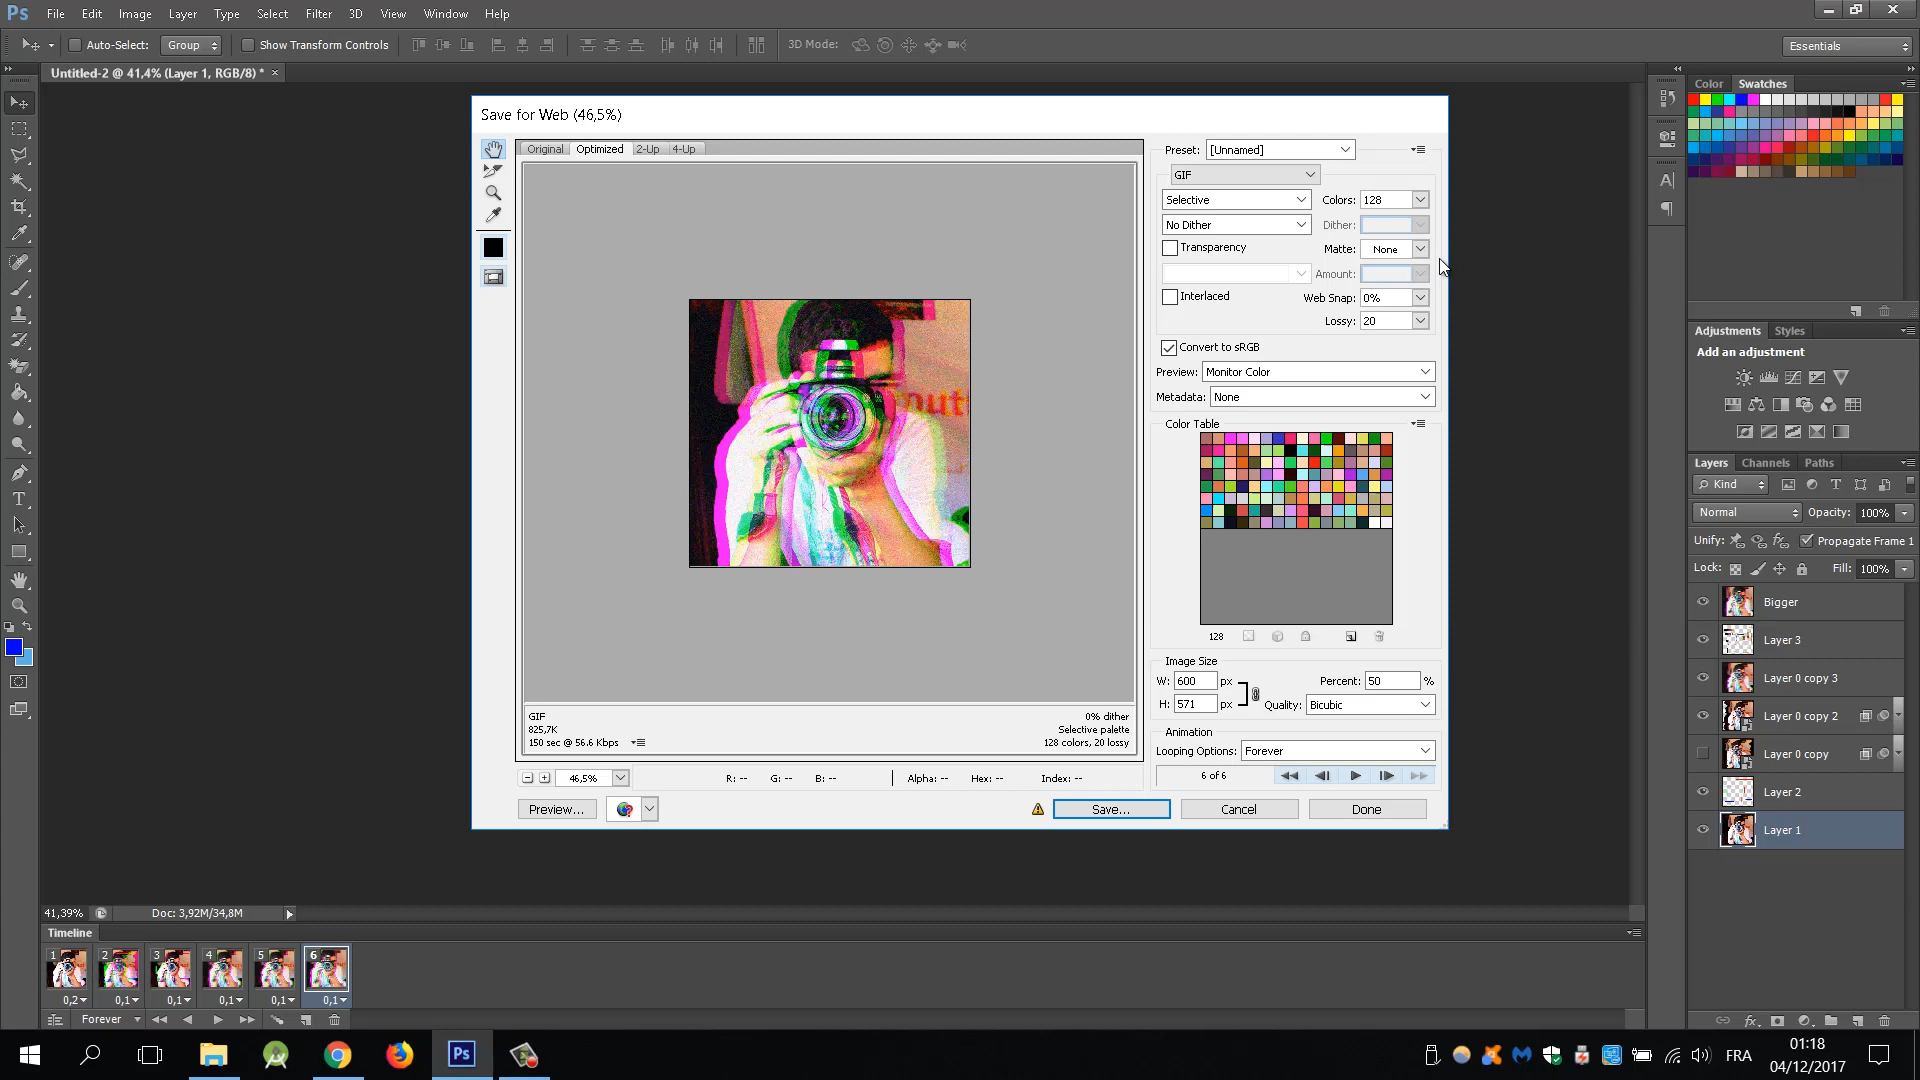 Ps File Edit Image Layer Type Select Filter 3D View Window Help
Auto-Select: Group Show Transform Controls 3D Mode: Essentials
Untitled-2 @ 41,4% (Layer 1, RGB/8) * ×
Save for Web (46,5%)
Original Optimized 2-Up 4-Up
Preset: [Unnamed]
GIF
Selective Colors: 128
No Dither Dither:
Transparency Matte: None
Amount:
Interlaced Web Snap: 0%
Lossy: 20
Convert to sRGB
Preview: Monitor Color
Metadata: None
Color Table
128
Image Size
W: 600 px Percent: 50 %
H: 571 px Quality: Bicubic
Animation
Looping Options: Forever
6 of 6
GIF 0% dither
825,7K Selective palette
150 sec @ 56.6 Kbps 128 colors, 20 lossy
46,5% R: -- G: -- B: -- Alpha: -- Hex: -- Index: --
Preview... Save... Cancel Done
Color Swatches
Adjustments Styles
Add an adjustment
Layers Channels Paths
Kind
Normal Opacity: 100%
Unify: Propagate Frame 1
Lock: Fill: 100%
Bigger
Layer 3
Layer 0 copy 3
Layer 0 copy 2
Layer 0 copy
Layer 2
Layer 1
41,39% Doc: 3,92M/34,8M
Timeline
1 2 3 4 5 6
0,2 0,1 0,1 0,1 0,1 0,1
Forever
Ps FRA 01:18
04/12/2017